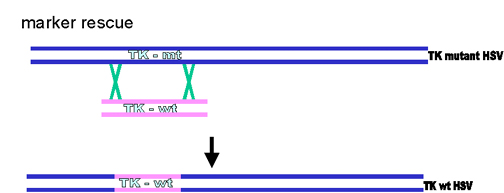 marker rescue
TK - mt TK mutant HSV
TK - wt
TK - wt TK wt HSV